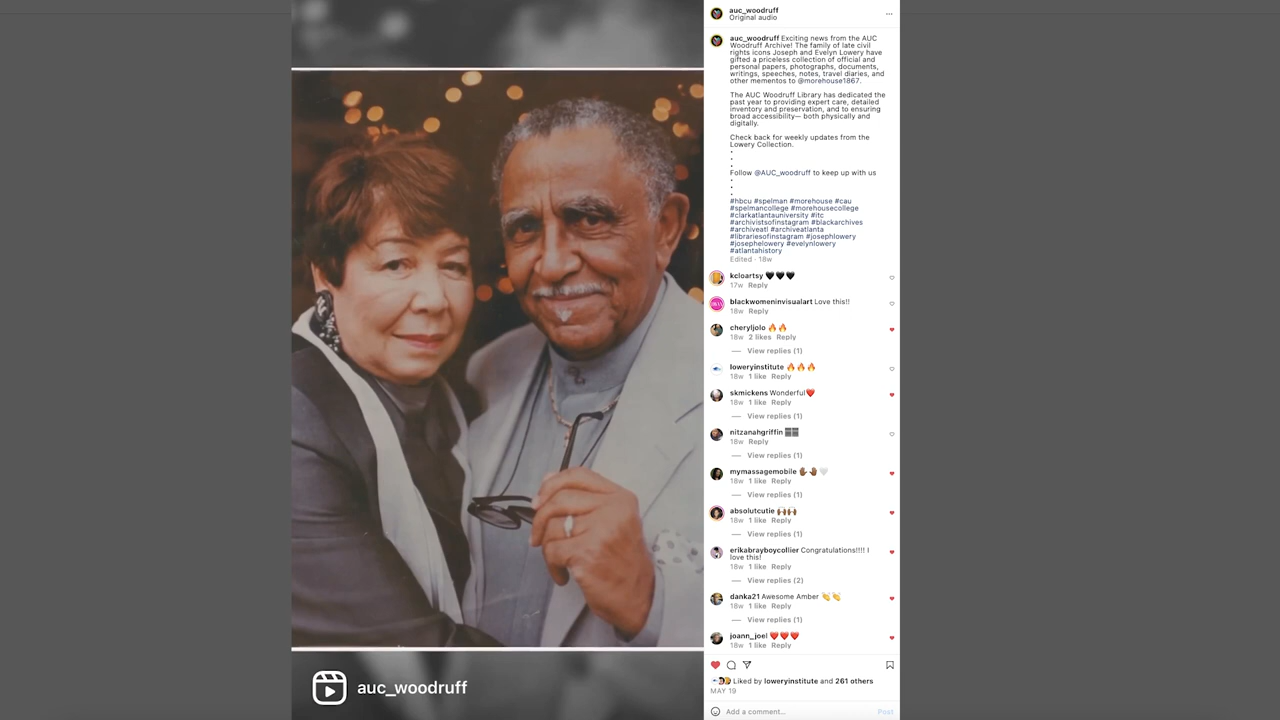 auc_woodruff
Original audio
auc_woodruff Exciting news from the AUC
Woodruff Archive! The family of late civil
rights icons Joseph and Evelyn Lowery have
gifted a priceless collection of official and
personal papers, photographs, documents,
writings, speeches, notes, travel diaries, and
other mementos to @morehouse1867.
The AUC Woodruff Library has dedicated the
past year to providing expert care, detailed
inventory and preservation, and to ensuring
broad accessibility— both physically and
digitally.
Check back for weekly updates from the
Lowery Collection.
•
•
•
Follow @AUC_woodruff to keep up with us
•
•
•
#hbcu #spelman #morehouse #cau
#spelmancollege #morehousecollege
#clarkatlantauniversity #itc
#archivistsofinstagram #blackarchives
#archiveatl #archiveatlanta
#librariesofinstagram #josephlowery
#josephelowery #evelynlowery
#atlantahistory
Edited · 18w
kcloartsy 🖤🖤🖤
17w Reply
blackwomeninvisualart Love this!!
18w Reply
cheryljolo 🔥🔥
18w 2 likes Reply
View replies (1)
loweryinstitute 🔥🔥🔥
18w 1 like Reply
skmickens Wonderful❤️
18w 1 like Reply
View replies (1)
nitzanahgriffin
18w Reply
View replies (1)
mymassagemobile
18w 1 like Reply
View replies (1)
absolutcutie
18w 1 like Reply
View replies (1)
erikabrayboycollier Congratulations!!!! I
love this!
18w 1 like Reply
View replies (2)
danka21 Awesome Amber 👏👏
18w 1 like Reply
View replies (1)
joann_joel ❤️❤️❤️
18w 1 like Reply
Liked by loweryinstitute and 261 others
MAY 19
Add a comment...
Post
auc_woodruff